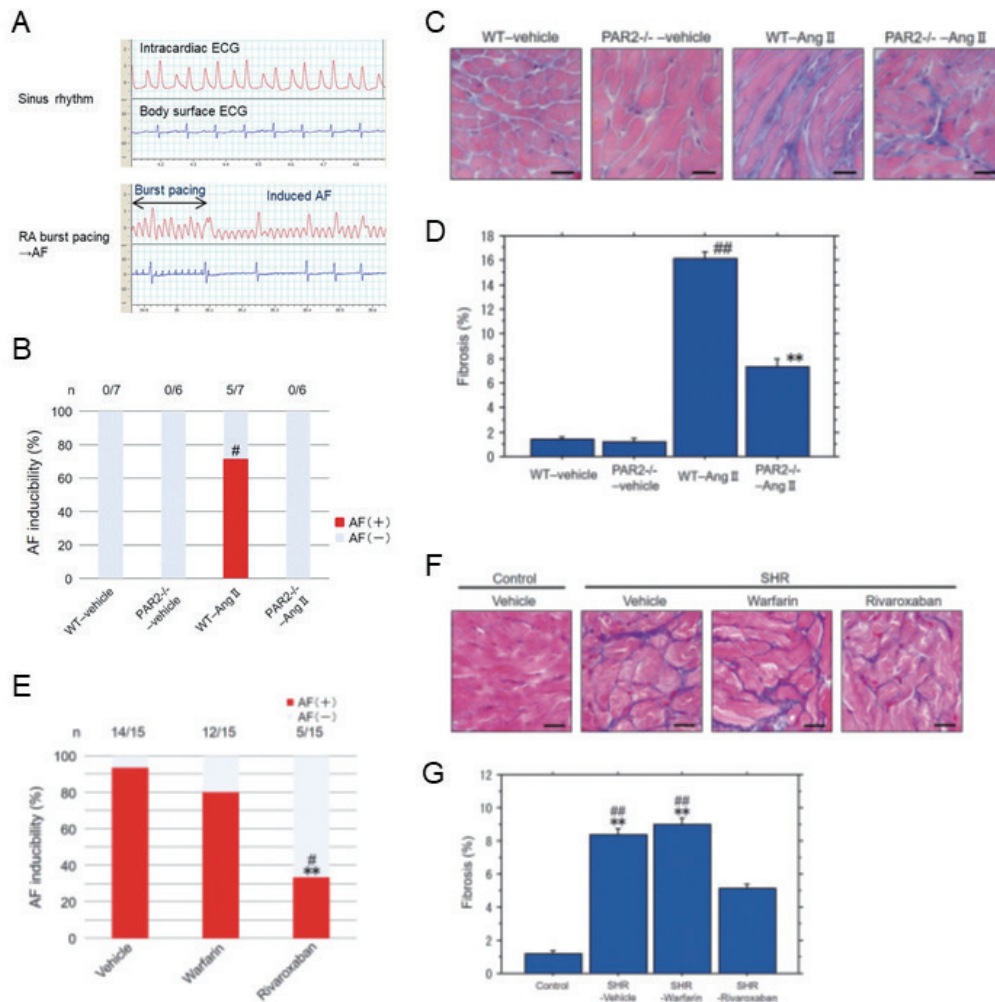 A
Intracardiac ECG
Sinus rhythm
Body surface ECG
Burst pacing
Induced AF
RA burst pacing
→AF
B
n 0/7 0/6 5/7 0/6
AF inducibility (%)
100
80
60
40
20
0
#
AF(+)
AF(−)
WT–vehicle
PAR2-/-
–vehicle
WT–Ang Ⅱ
PAR2-/-
–Ang Ⅱ
C
WT–vehicle PAR2-/- –vehicle WT–Ang Ⅱ PAR2-/- –Ang Ⅱ
D
Fibrosis (%)
18
16
14
12
10
8
6
4
2
0
##
**
WT–vehicle
PAR2-/-
–vehicle
WT–Ang Ⅱ
PAR2-/-
–Ang Ⅱ
E
AF(+)
AF(−)
n 14/15 12/15 5/15
AF inducibility (%)
100
80
60
40
20
0
#
**
Vehicle
Warfarin
Rivaroxaban
F
Control SHR
Vehicle Vehicle Warfarin Rivaroxaban
G
Fibrosis (%)
12
10
8
6
4
2
0
##
**
##
**
Control
SHR
-Vehicle
SHR
-Warfarin
SHR
-Rivaroxaban